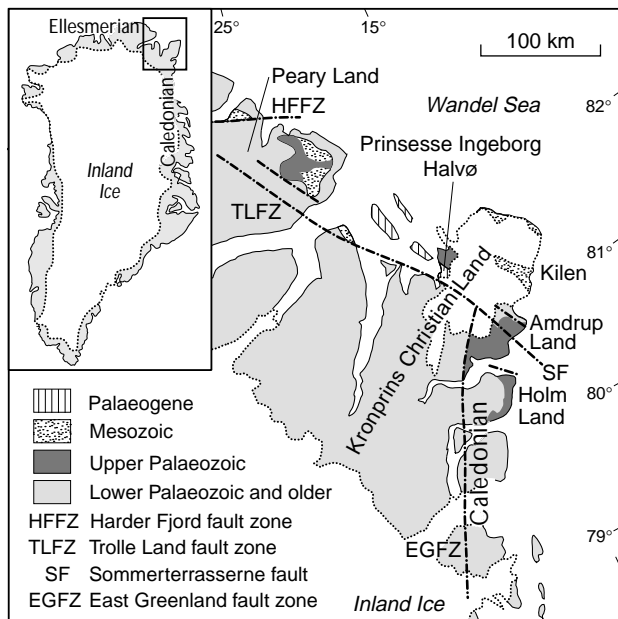 Ellesmerian
Caledonian
Inland
Ice
25°
15°
100 km
Peary Land
HFFZ
Wandel Sea
82°
Prinsesse Ingeborg
Halvø
TLFZ
81°
Kilen
Kronprins Christian Land
Amdrup
Land
SF
80°
Holm
Land
Caledonian
79°
EGFZ
Inland Ice
Palaeogene
Mesozoic
Upper Palaeozoic
Lower Palaeozoic and older
HFFZ Harder Fjord fault zone
TLFZ Trolle Land fault zone
SF Sommerterrasserne fault
EGFZ East Greenland fault zone